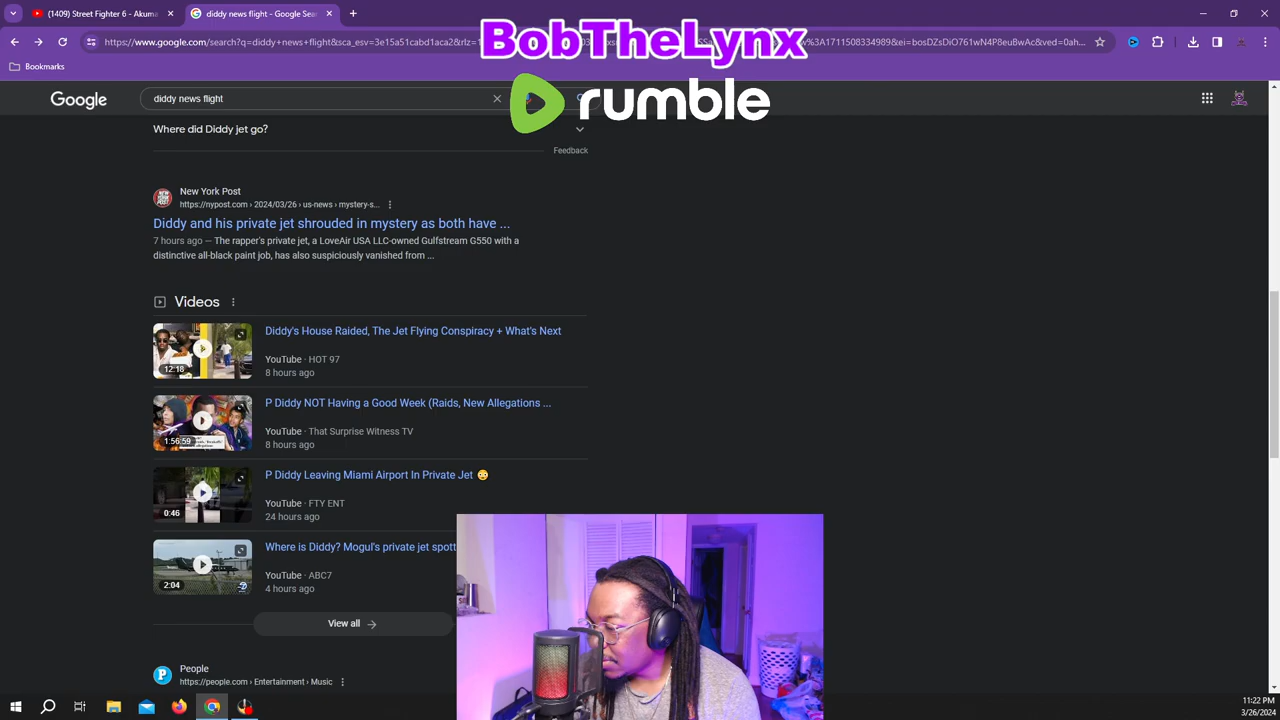 (1409) Street Fighter 6 - Akuma
diddy news flight - Google Sea
BobTheLynx
https://www.google.com/search?q=diddy+news+flight&sca_esv=3e15a51cabd1aca2&rlz=1
Bookmarks
rumble
Google
diddy news flight
Where did Diddy jet go?
Feedback
New York Post
https://nypost.com › 2024/03/26 › us-news › mystery-s...
Diddy and his private jet shrouded in mystery as both have ...
7 hours ago — The rapper's private jet, a LoveAir USA LLC-owned Gulfstream G550 with a
distinctive all-black paint job, has also suspiciously vanished from ...
Videos
Diddy's House Raided, The Jet Flying Conspiracy + What's Next
YouTube · HOT 97
12:18
8 hours ago
P Diddy NOT Having a Good Week (Raids, New Allegations ...
YouTube · That Surprise Witness TV
1:56:59
8 hours ago
P Diddy Leaving Miami Airport In Private Jet
YouTube · FTY ENT
0:46
24 hours ago
Where is Diddy? Mogul's private jet spott
YouTube · ABC7
2:04
4 hours ago
View all
People
https://people.com › Entertainment › Music
11:22 PM
3/26/2024